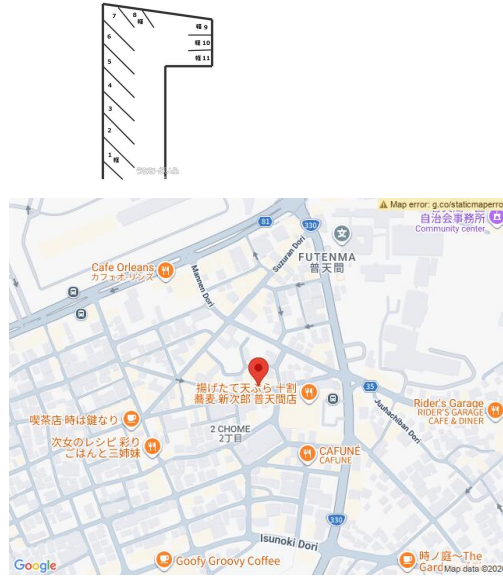 7
8
軽
6
軽 9
軽 10
5
軽 11
4
3
2
1 軽
Map error: g.co/staticmaperro
自治会事務所
Community center
81
330
FUTENMA
普天間
Suzuran Dori
Cafe Orleans
カフェオーリンズ
Mannen Dori
揚げたて天ぷら 十割
蕎麦 新次郎 普天間店
35
Rider's Garage
RIDER'S GARAGE
CAFE & DINER
Juuhachiban Dori
喫茶店 時は鍵なり
2 CHOME
2丁目
次女のレシピ 彩り
ごはんと三姉妹
CAFUNE
CAFUNE
330
Isunoki Dori
Goofy Groovy Coffee
時ノ庭〜The
Gard
Google
Map data ©202